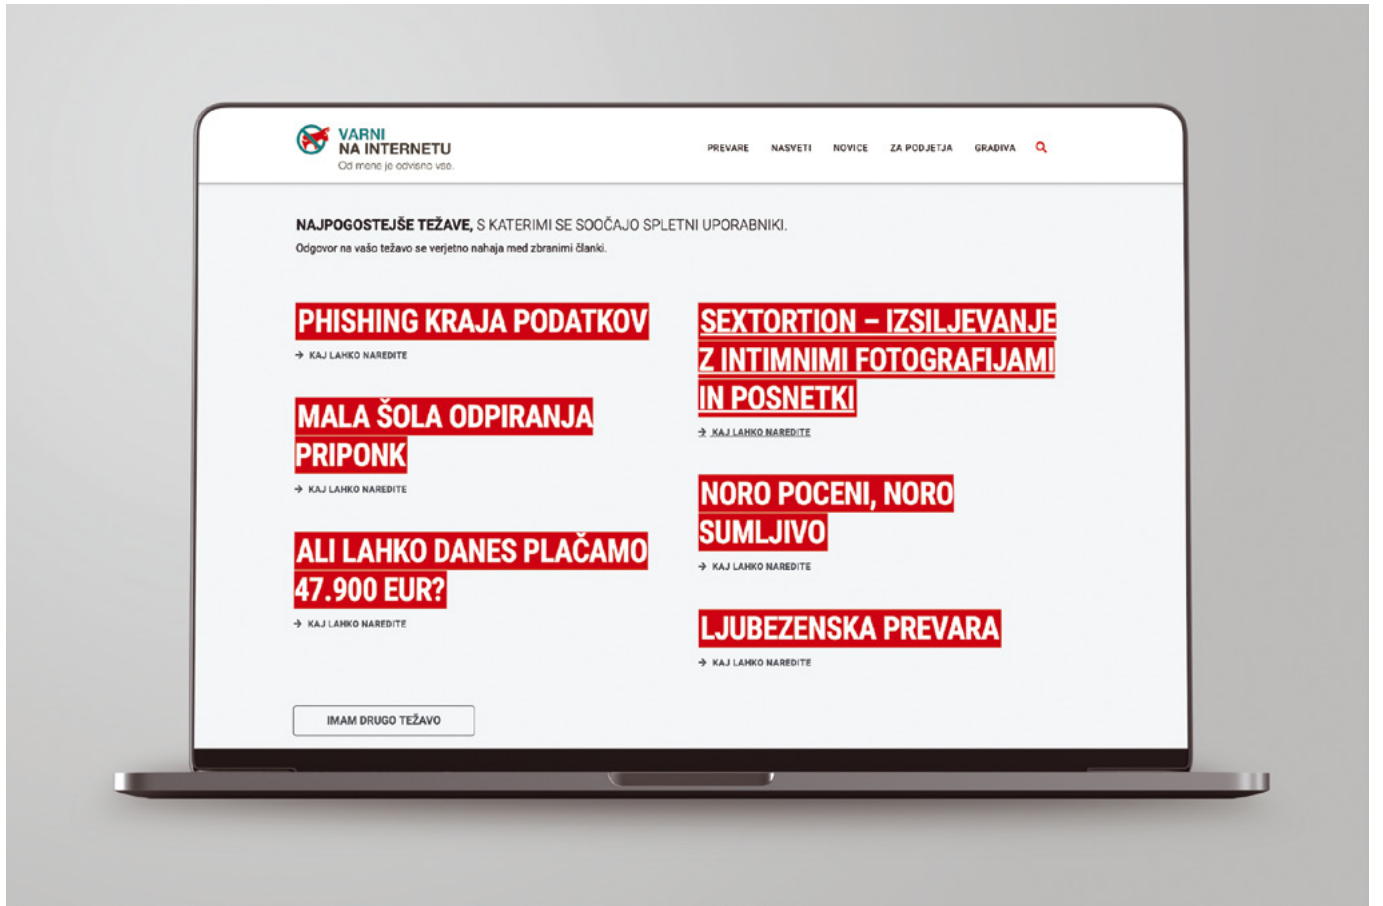 VARNI
NA INTERNETU
Od mene je odvisno vse.
PREVARE NASVETI NOVICE ZA PODJETJA GRADIVA
NAJPOGOSTEJŠE TEŽAVE, S KATERIMI SE SOOČAJO SPLETNI UPORABNIKI.
Odgovor na vašo težavo se verjetno nahaja med zbranimi članki.
PHISHING KRAJA PODATKOV
→ KAJ LAHKO NAREDITE
MALA ŠOLA ODPIRANJA
PRIPONK
→ KAJ LAHKO NAREDITE
ALI LAHKO DANES PLAČAMO
47.900 EUR?
→ KAJ LAHKO NAREDITE
SEXTORTION – IZSILJEVANJE
Z INTIMNIMI FOTOGRAFIJAMI
IN POSNETKI
→ KAJ LAHKO NAREDITE
NORO POCENI, NORO
SUMLJIVO
→ KAJ LAHKO NAREDITE
LJUBEZENSKA PREVARA
→ KAJ LAHKO NAREDITE
IMAM DRUGO TEŽAVO